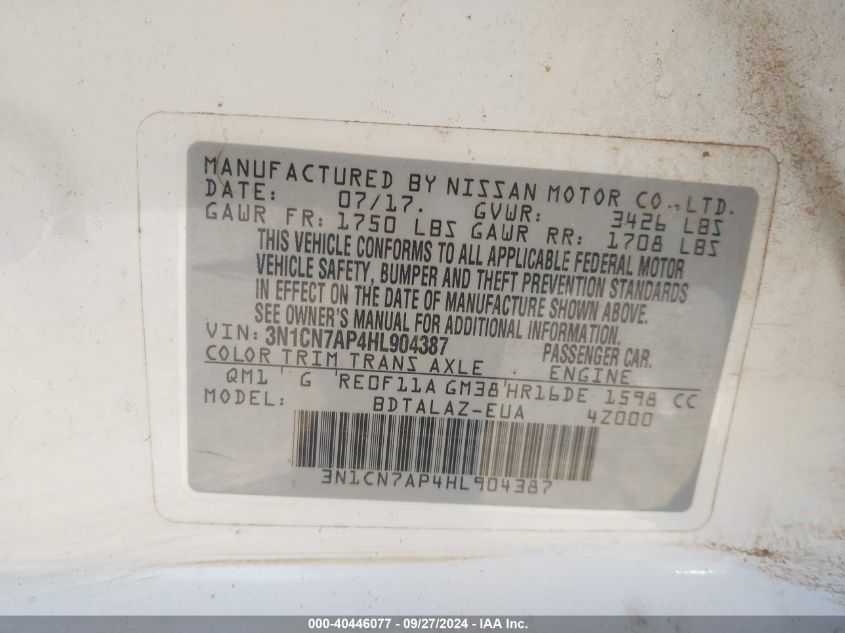 MANUFACTURED BY NISSAN MOTOR CO.,LTD.
DATE: 07/17. GVWR: 3426 LBS
GAWR FR: 1750 LBS GAWR RR: 1708 LBS
THIS VEHICLE CONFORMS TO ALL APPLICABLE FEDERAL MOTOR
VEHICLE SAFETY, BUMPER AND THEFT PREVENTION STANDARDS
IN EFFECT ON THE DATE OF MANUFACTURE SHOWN ABOVE.
SEE OWNER'S MANUAL FOR ADDITIONAL INFORMATION.
VIN: 3N1CN7AP4HL904387 PASSENGER CAR.
COLOR TRIM TRANS AXLE ENGINE
QM1 G RE0F11A GM38 HR16DE 1598 CC
MODEL: BDTALAZ-EUA 4Z000
3N1CN7AP4HL904387
000-40446077 - 09/27/2024 - IAA Inc.